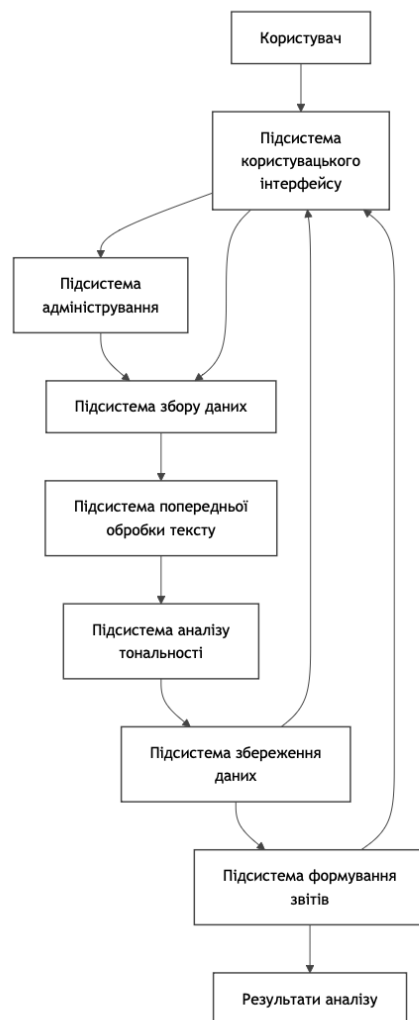 Користувач
Підсистема
користувацького
інтерфейсу
Підсистема
адміністрування
Підсистема збору даних
Підсистема попередньої
обробки тексту
Підсистема аналізу
тональності
Підсистема збереження
даних
Підсистема формування
звітів
Результати аналізу